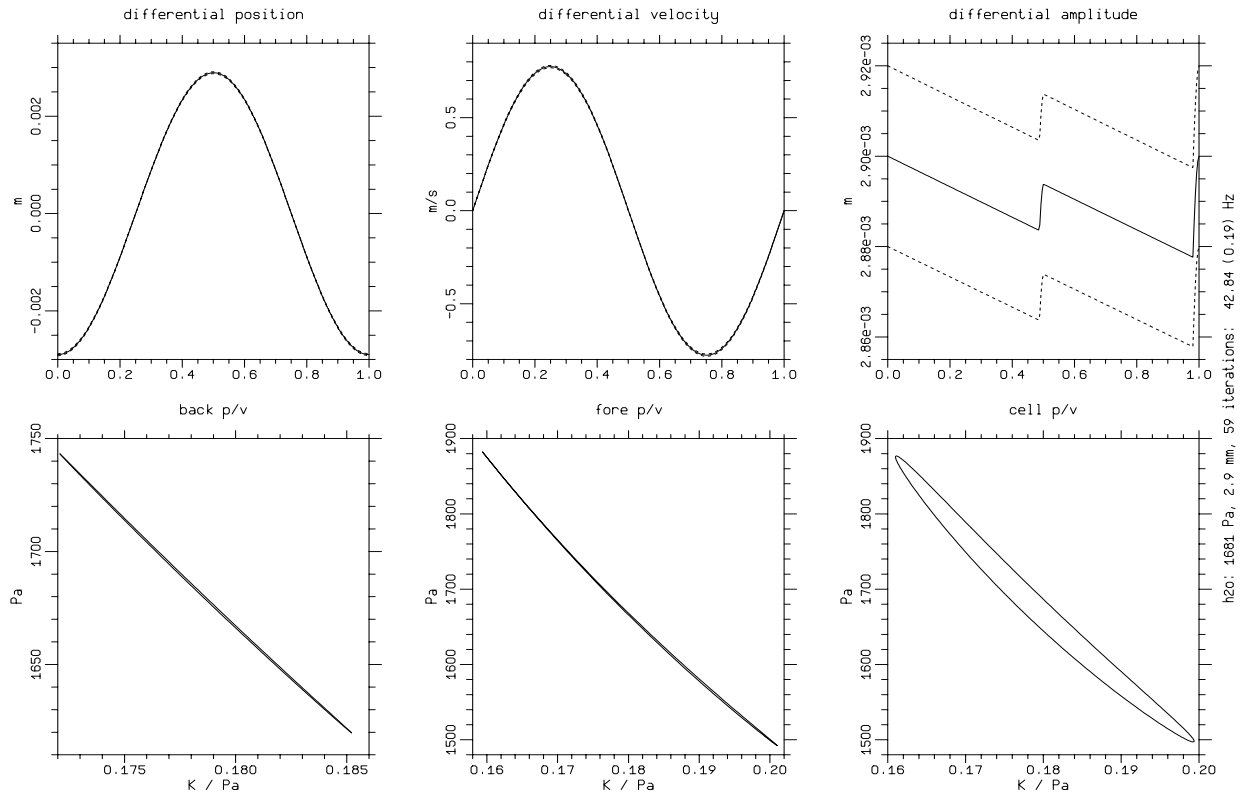 differential position
differential velocity
differential amplitude
m
0.002
0.000
-0.002
0.0 0.2 0.4 0.6 0.8 1.0
m/s
0.5
0.0
-0.5
0.0 0.2 0.4 0.6 0.8 1.0
m
2.92e-03
2.90e-03
2.88e-03
2.86e-03
0.0 0.2 0.4 0.6 0.8 1.0
back p/v
fore p/v
cell p/v
Pa
1750
1700
1650
0.175 0.180 0.185
K / Pa
Pa
1900
1800
1700
1600
1500
0.16 0.17 0.18 0.19 0.20
K / Pa
Pa
1900
1800
1700
1600
1500
0.16 0.17 0.18 0.19 0.20
K / Pa
h2o: 1681 Pa, 2.9 mm, 59 iterations: 42.84 (0.19) Hz